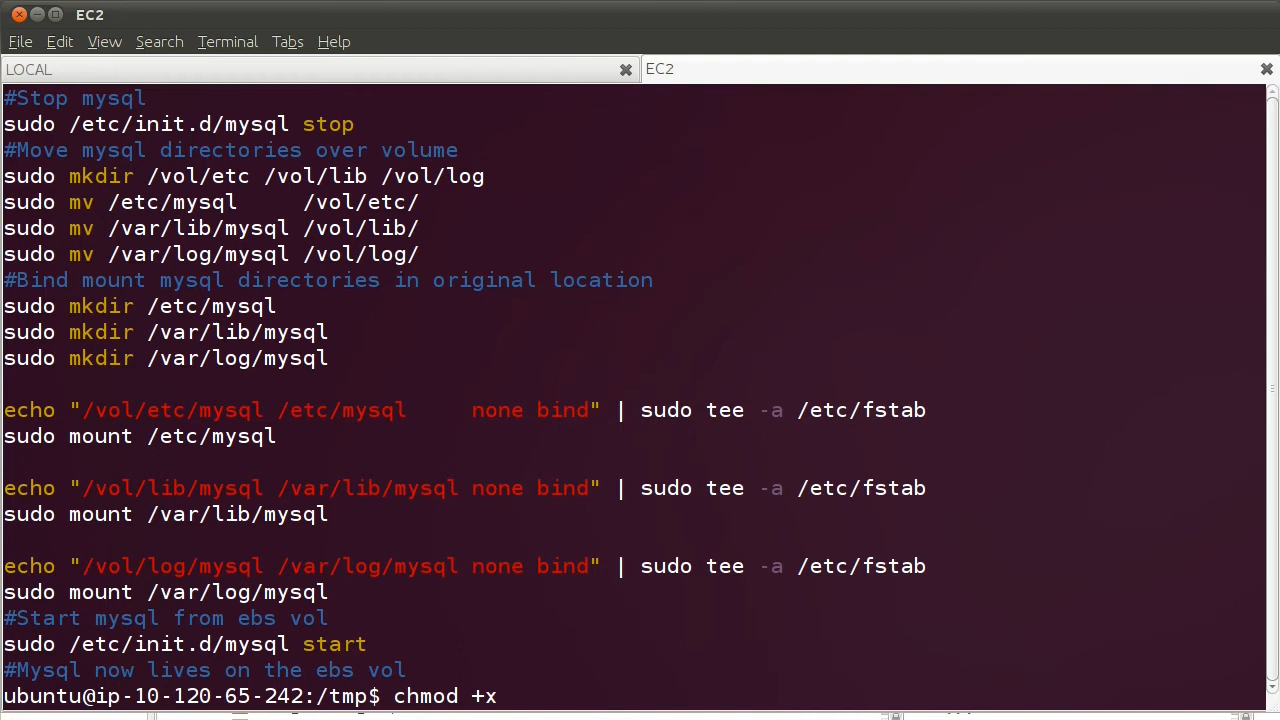 EC2
File Edit View Search Terminal Tabs Help
LOCAL EC2
#Stop mysql
sudo /etc/init.d/mysql stop
#Move mysql directories over volume
sudo mkdir /vol/etc /vol/lib /vol/log
sudo mv /etc/mysql     /vol/etc/
sudo mv /var/lib/mysql /vol/lib/
sudo mv /var/log/mysql /vol/log/
#Bind mount mysql directories in original location
sudo mkdir /etc/mysql
sudo mkdir /var/lib/mysql
sudo mkdir /var/log/mysql
echo "/vol/etc/mysql /etc/mysql     none bind" | sudo tee -a /etc/fstab
sudo mount /etc/mysql
echo "/vol/lib/mysql /var/lib/mysql none bind" | sudo tee -a /etc/fstab
sudo mount /var/lib/mysql
echo "/vol/log/mysql /var/log/mysql none bind" | sudo tee -a /etc/fstab
sudo mount /var/log/mysql
#Start mysql from ebs vol
sudo /etc/init.d/mysql start
#Mysql now lives on the ebs vol
ubuntu@ip-10-120-65-242:/tmp$ chmod +x